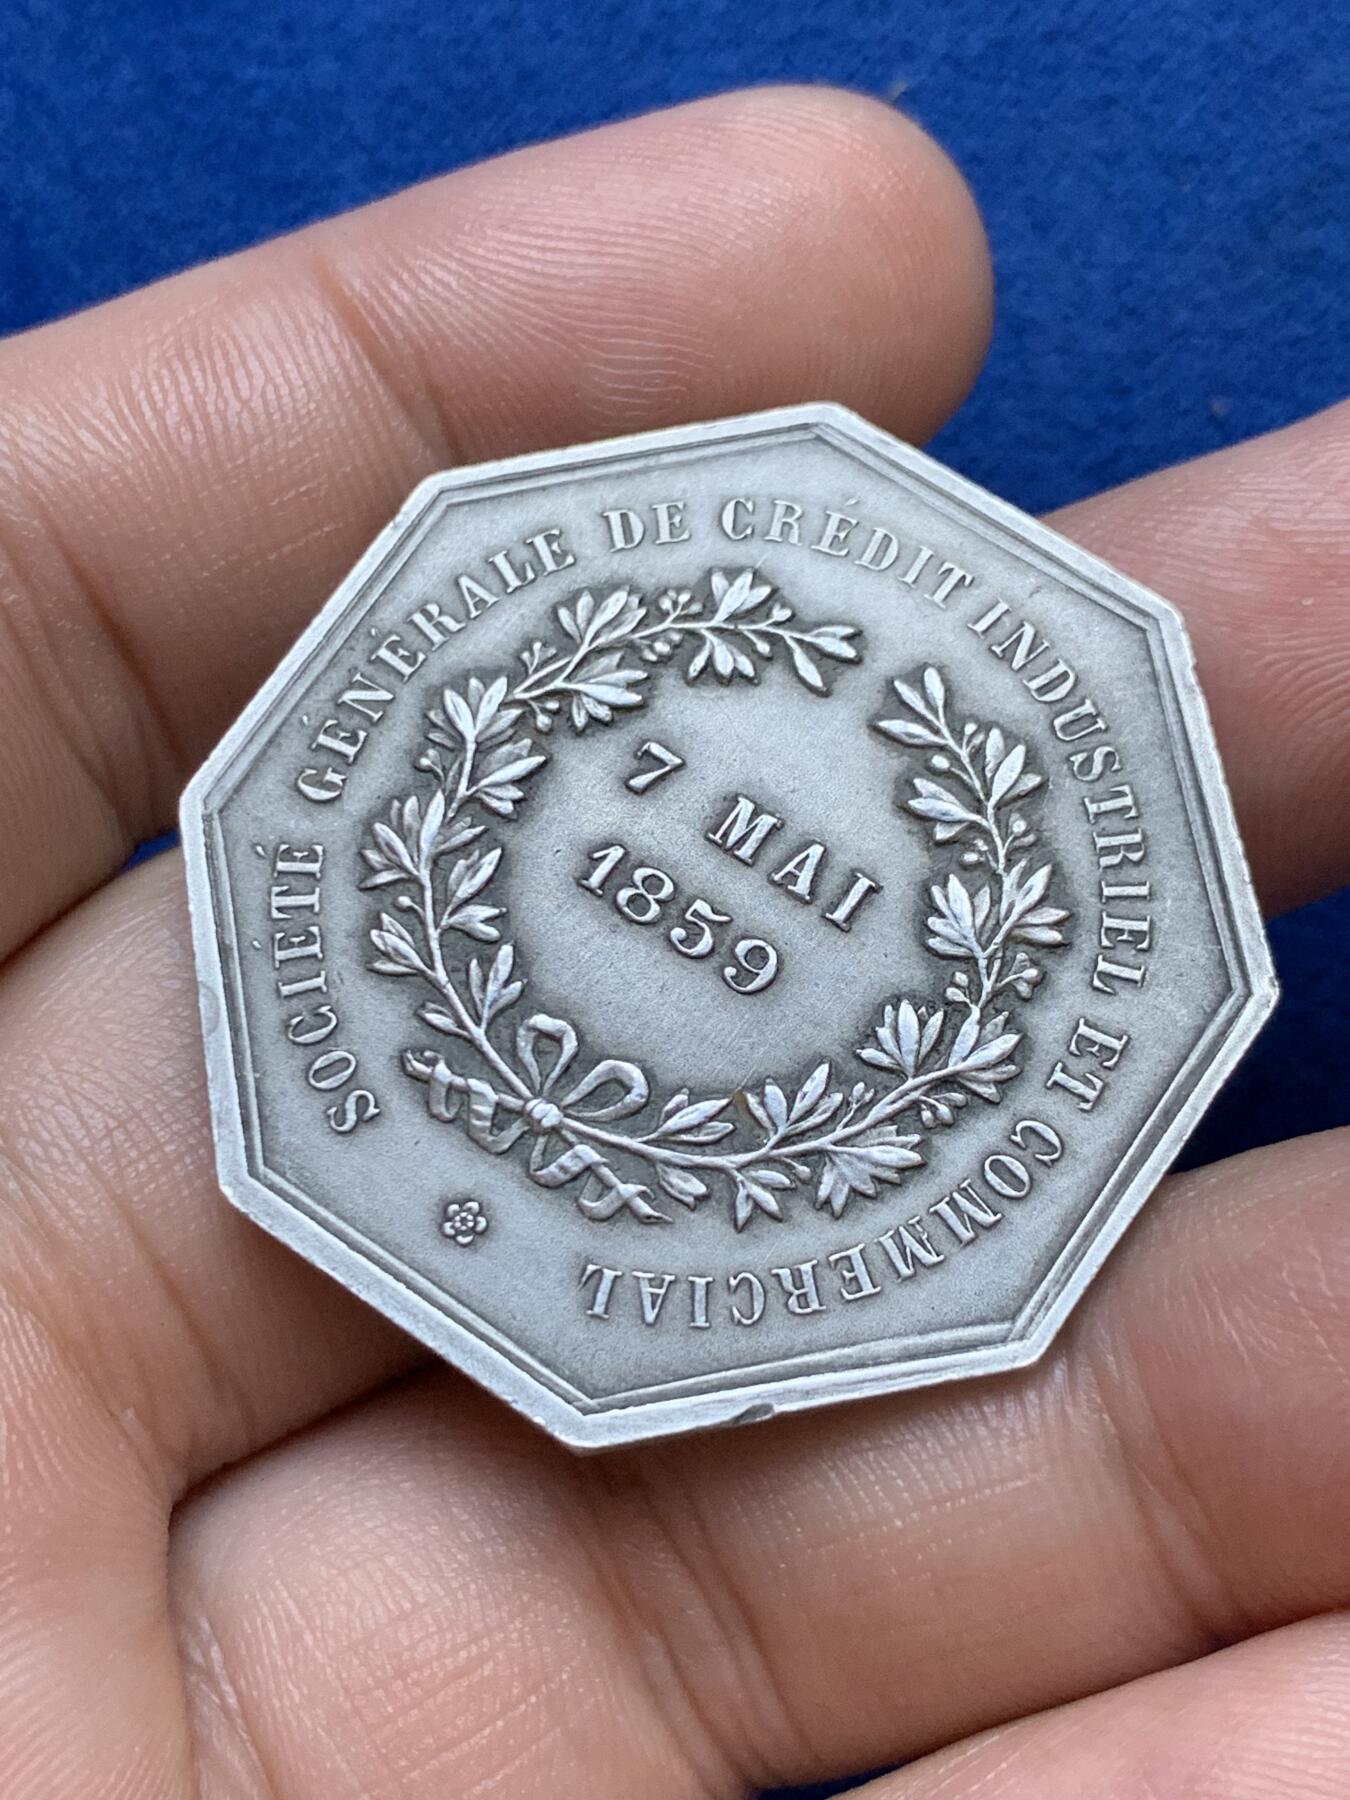 SOCIÉTÉ GÉNÉRALE DE CRÉDIT INDUSTRIEL ET COMMERCIAL
7 MAI
1859